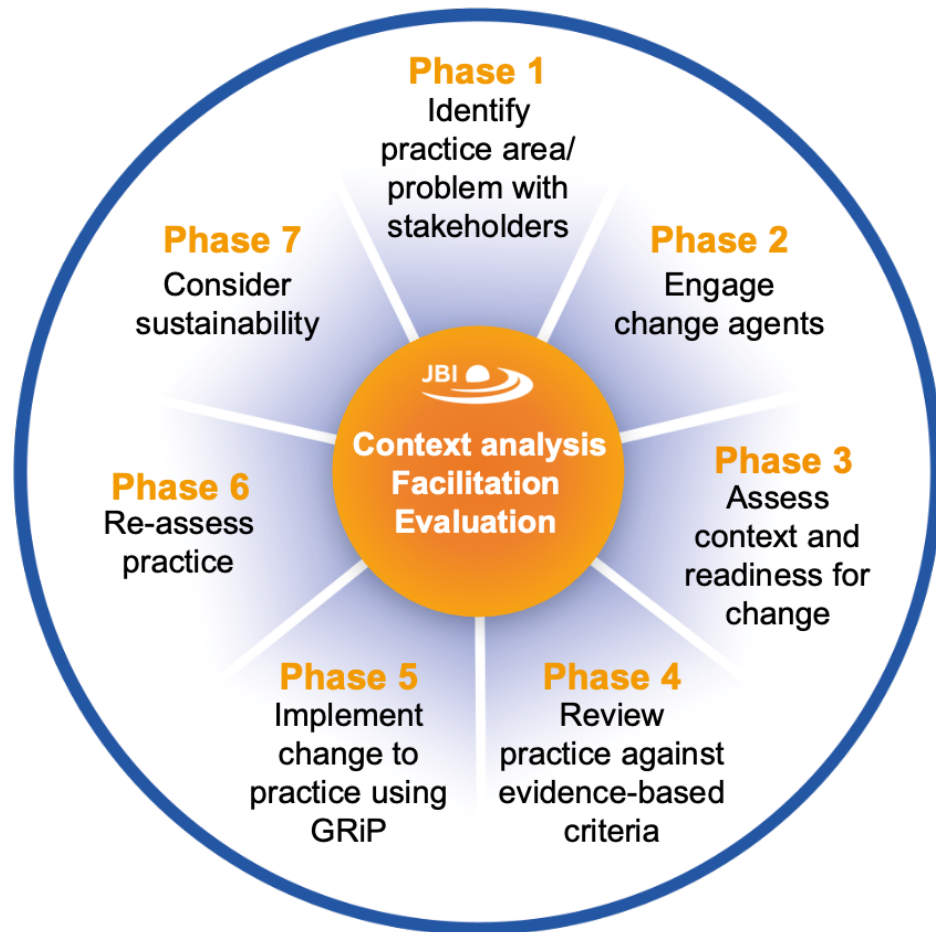 Phase 1
Identify
practice area/
problem with
stakeholders
Phase 2
Engage
change agents
Phase 3
Assess
context and
readiness for
change
Phase 4
Review
practice against
evidence-based
criteria
Phase 5
Implement
change to
practice using
GRiP
Phase 6
Re-assess
practice
Phase 7
Consider
sustainability
JBI
Context analysis
Facilitation
Evaluation